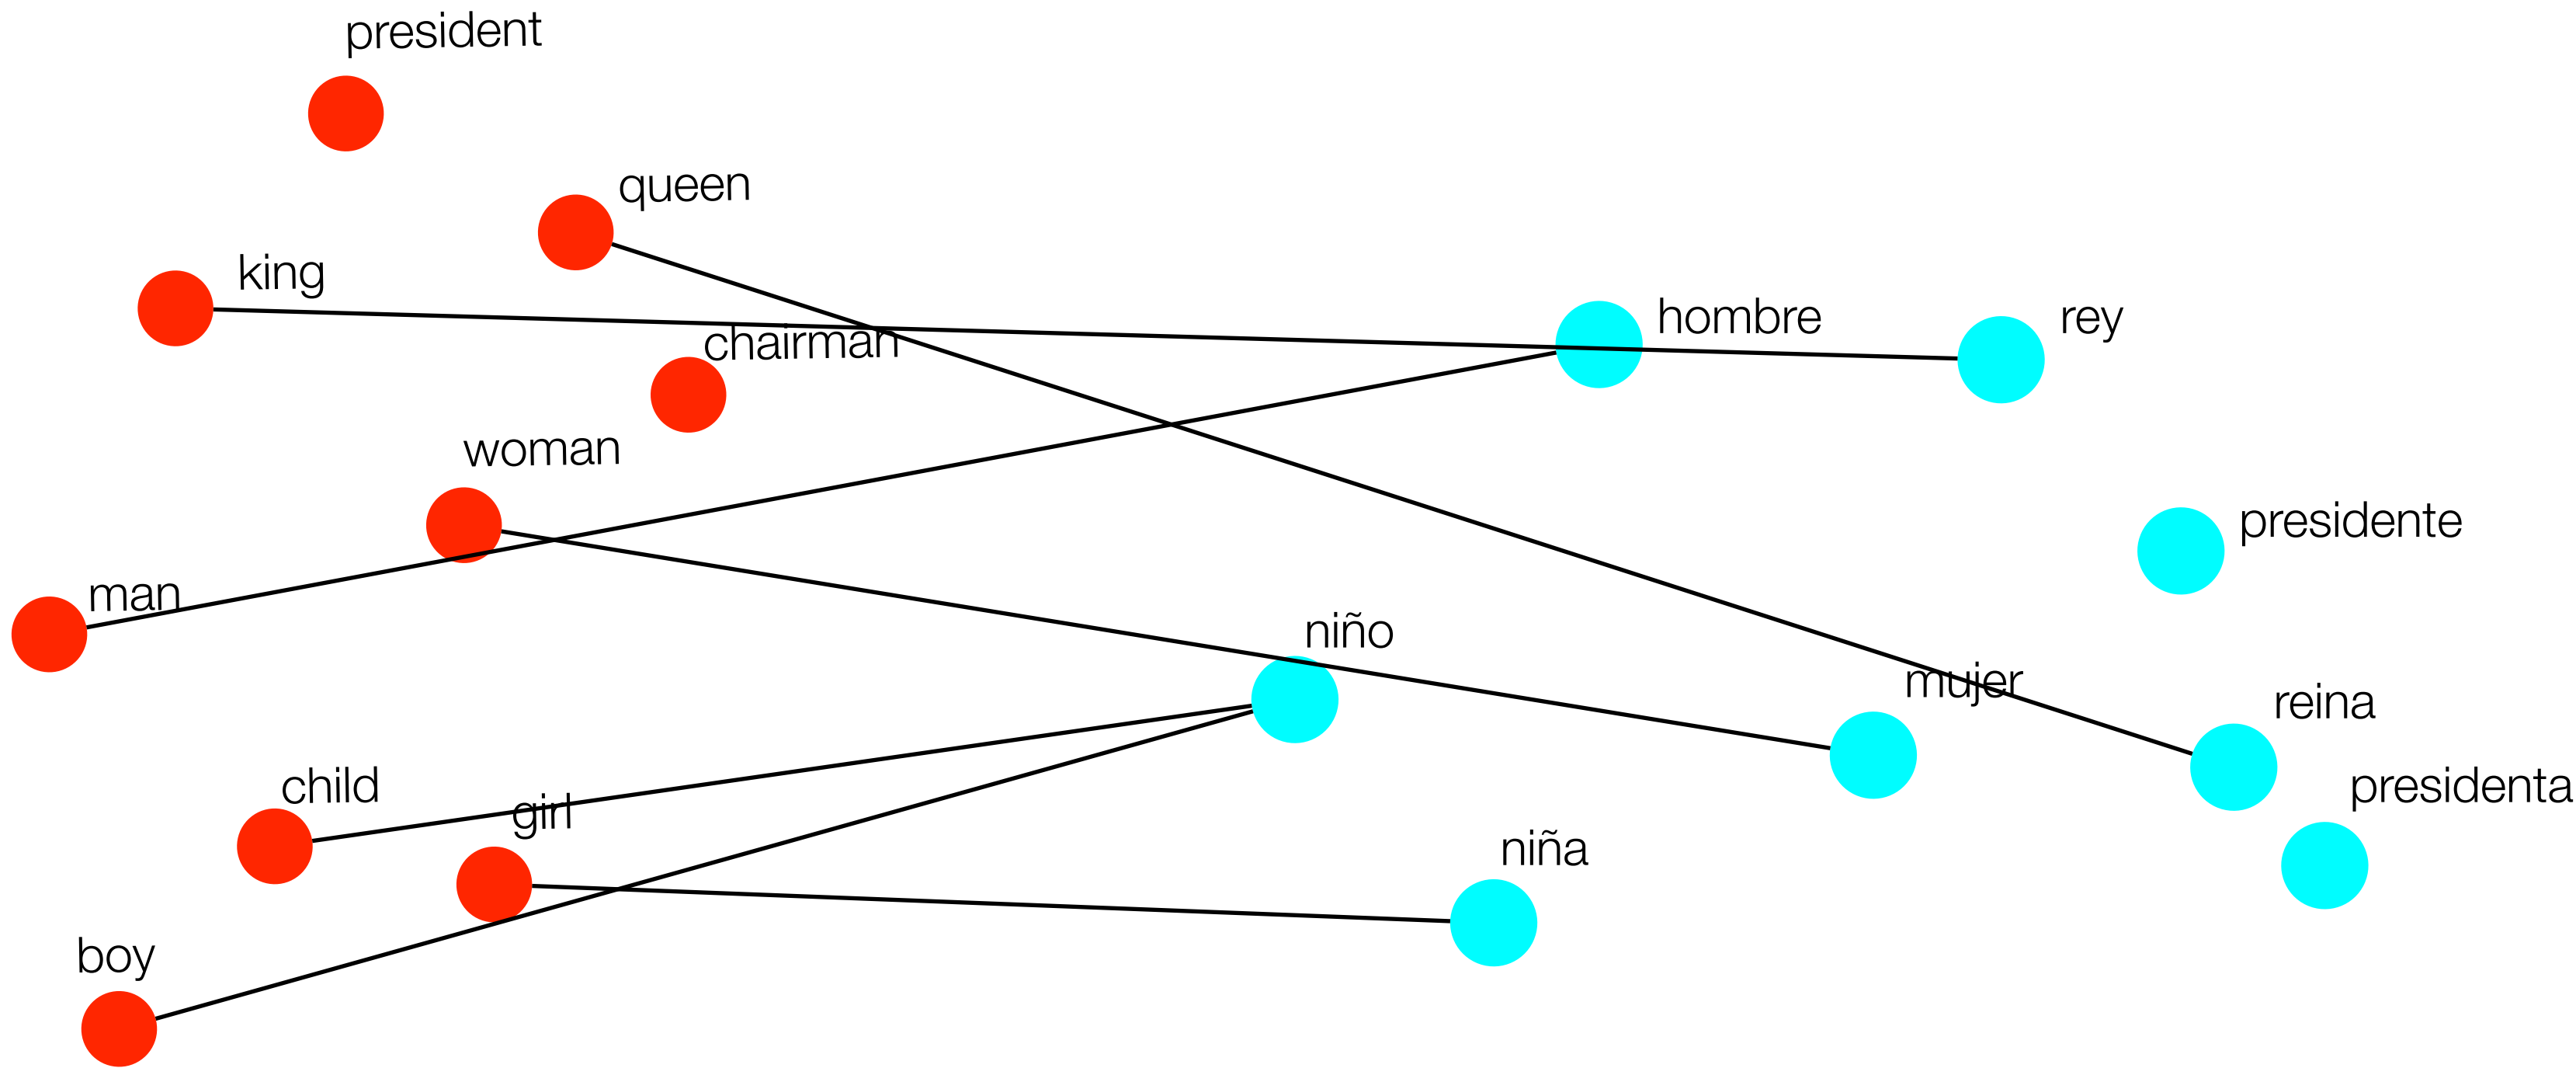 president
queen
king
chairman
hombre
rey
woman
presidente
man
niño
mujer
reina
child
girl
presidenta
niña
boy